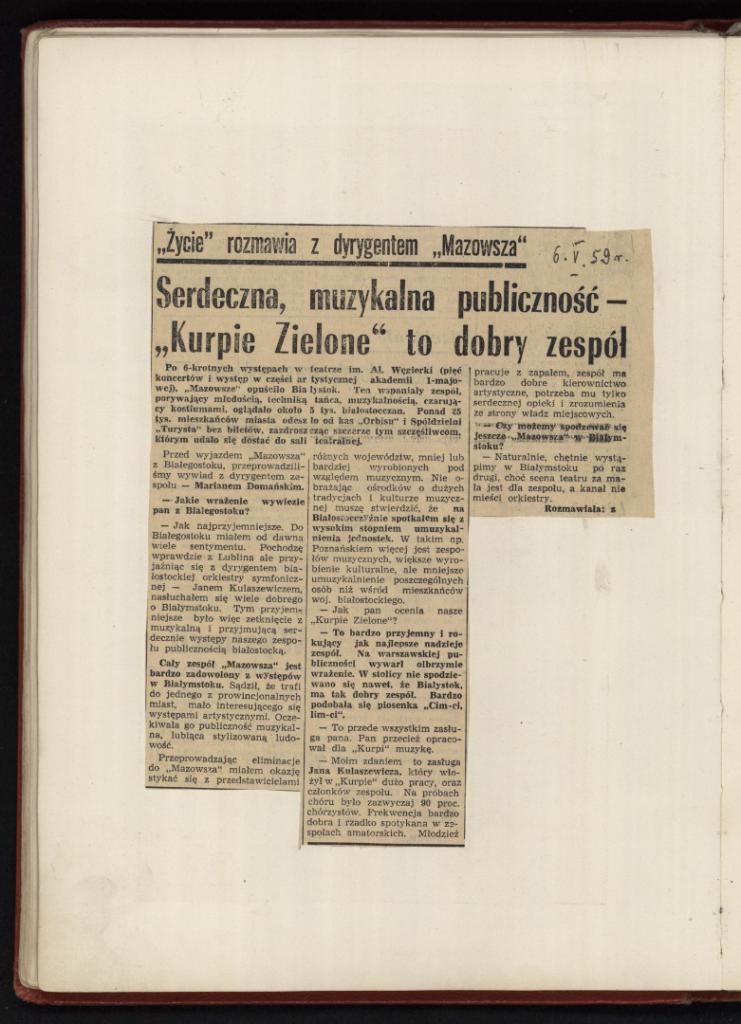 „Życie” rozmawia z dyrygentem „Mazowsza“
6. V. 59 r.
Serdeczna, muzykalna publiczność —
„Kurpie Zielone“ to dobry zespół
Po 6-krotnych występach w teatrze im. Al. Węgierki (pięć
koncertów i występ w części artystycznej akademii 1-majo-
wej), „Mazowsze” opuściło Białystok. Ten wspaniały zespół,
porywający młodością, techniką tańca, muzykalnością, czarują-
cy kostiumami, oglądało około 5 tys. białostoczan. Ponad 25
tys. mieszkańców miasta odeszło od kas „Orbisu” i Spółdzielni
„Turysta” bez biletów, zazdroszcząc szczerze tym szczęśliwcom,
którym udało się dostać do sali teatralnej.
Przed wyjazdem „Mazowsza”
z Białegostoku, przeprowadzili-
śmy wywiad z dyrygentem ze-
społu — Marianem Domańskim.
— Jakie wrażenie wywiezie
pan z Białegostoku?
— Jak najprzyjemniejsze. Do
Białegostoku miałem od dawna
wiele sentymentu. Pochodzę
wprawdzie z Lublina ale przy-
jaźniąc się z dyrygentem bia-
łostockiej orkiestry symfonicz-
nej — Janem Kulaszewiczem,
nasłuchałem się wiele dobrego
o Białymstoku. Tym przyjem-
niejsze było więc zetknięcie z
muzykalną i przyjmującą ser-
decznie występy naszego zespo-
łu publicznością białostocką.
Cały zespół „Mazowsza” jest
bardzo zadowolony z występów
w Białymstoku. Sądził, że trafi
do jednego z prowincjonalnych
miast, mało interesującego się
występami artystycznymi. Ocze-
kiwała go publiczność muzykal-
na, lubiąca stylizowaną ludo-
wość.
Przeprowadzając eliminacje
do „Mazowsza” miałem okazję
stykać się z przedstawicielami
różnych województw, mniej lub
bardziej wyrobionych pod
względem muzycznym. Nie o-
brażając ośrodków o dużych
tradycjach i kulturze muzycz-
nej muszę stwierdzić, że na
Białostocczyźnie spotkałem się z
wysokim stopniem umuzykal-
nienia jednostek. W takim np.
Poznańskiem więcej jest zespo-
łów muzycznych, większe wyro-
bienie kulturalne, ale mniejsze
umuzykalnienie poszczególnych
osób niż wśród mieszkańców
woj. białostockiego.
— Jak pan ocenia nasze
„Kurpie Zielone”?
— To bardzo przyjemny i ro-
kujący jak najlepsze nadzieje
zespół. Na warszawskiej pu-
bliczności wywarł olbrzymie
wrażenie. W stolicy nie spodzie-
wano się nawet, że Białystok,
ma tak dobry zespół. Bardzo
podobała się piosenka „Cim-ci,
lim-ci“.
— To przede wszystkim zasłu-
ga pana. Pan przecież opraco-
wał dla „Kurpi” muzykę.
— Moim zdaniem to zasługa
Jana Kulaszewicza, który wło-
żył w „Kurpie” dużo pracy, oraz
członków zespołu. Na próbach
chóru było zazwyczaj 90 proc.
chórzystów. Frekwencja bardzo
dobra i rzadko spotykana w ze-
społach amatorskich. Młodzież
pracuje z zapałem, zespół ma
bardzo dobre kierownictwo
artystyczne, potrzeba mu tylko
serdecznej opieki i zrozumienia
ze strony władz miejscowych.
— Czy możemy spodziewać się
jeszcze „Mazowsza” w Białym-
stoku?
— Naturalnie, chętnie wystą-
pimy w Białymstoku po raz
drugi, choć scena teatru za ma-
ła jest dla zespołu, a kanał nie
mieści orkiestry.
Rozmawiała: z